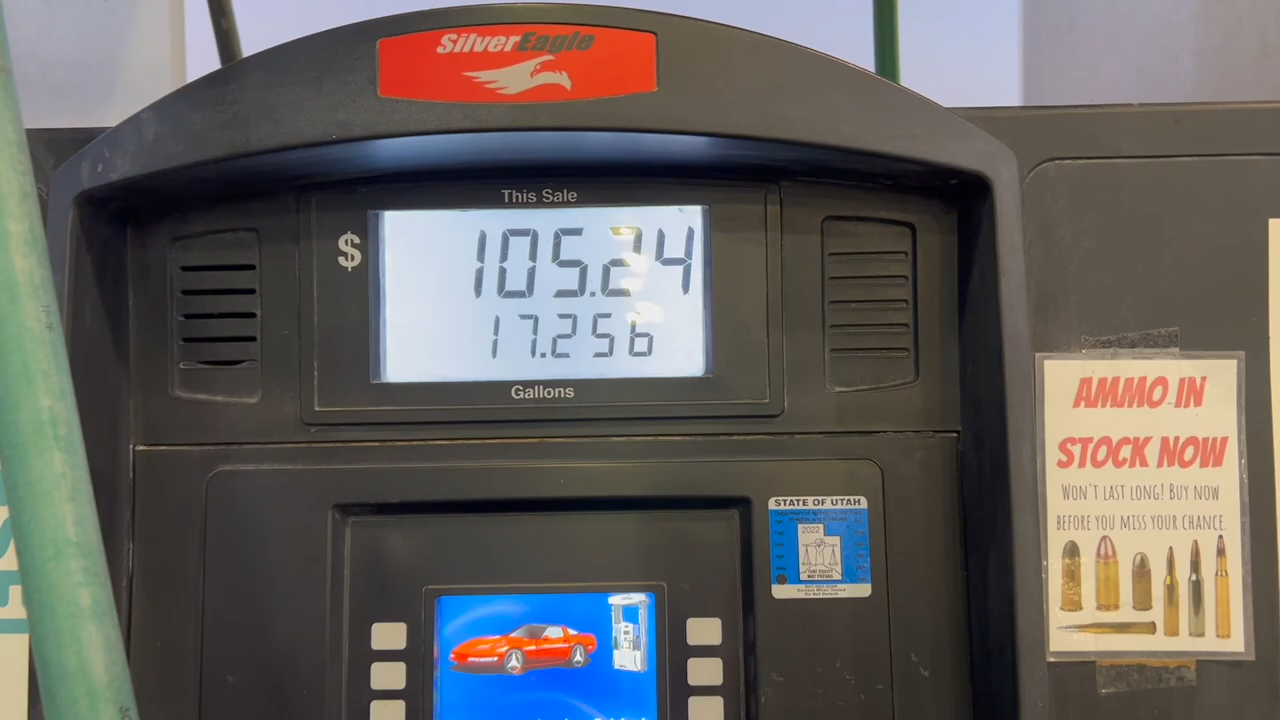 SilverEagle
This Sale
$ 105.24
17.256
Gallons
STATE OF UTAH
2022
AMMO IN
STOCK NOW
WON'T LAST LONG! BUY NOW
BEFORE YOU MISS YOUR CHANCE.